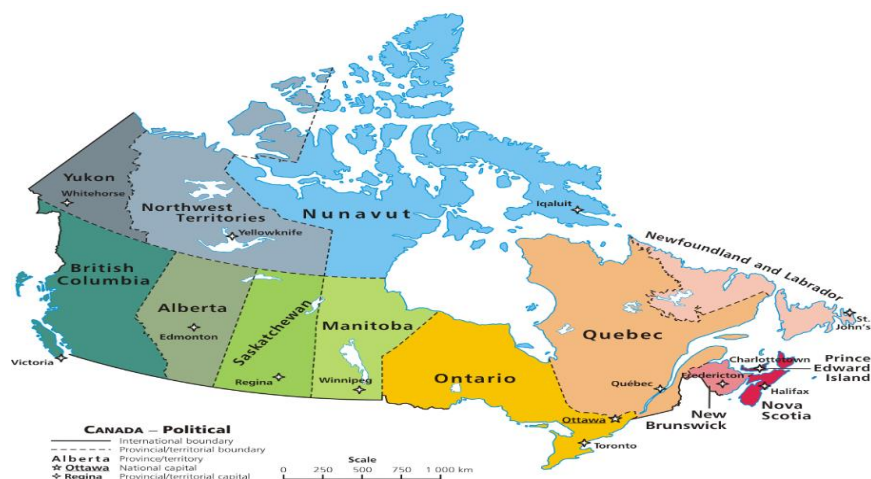 Yukon
Whitehorse
Northwest
Territories
Yellowknife
Nunavut
Iqaluit
British
Columbia
Victoria
Alberta
Edmonton
Saskatchewan
Regina
Manitoba
Winnipeg
Ontario
Ottawa
Toronto
Quebec
Québec
Newfoundland and Labrador
St.
John's
Charlottetown
Prince
Edward
Island
Fredericton
Halifax
New
Brunswick
Nova
Scotia
CANADA – Political
International boundary
Provincial/territorial boundary
Alberta Province/territory
Ottawa National capital
Regina Provincial/territorial capital
Scale
0 250 500 750 1 000 km